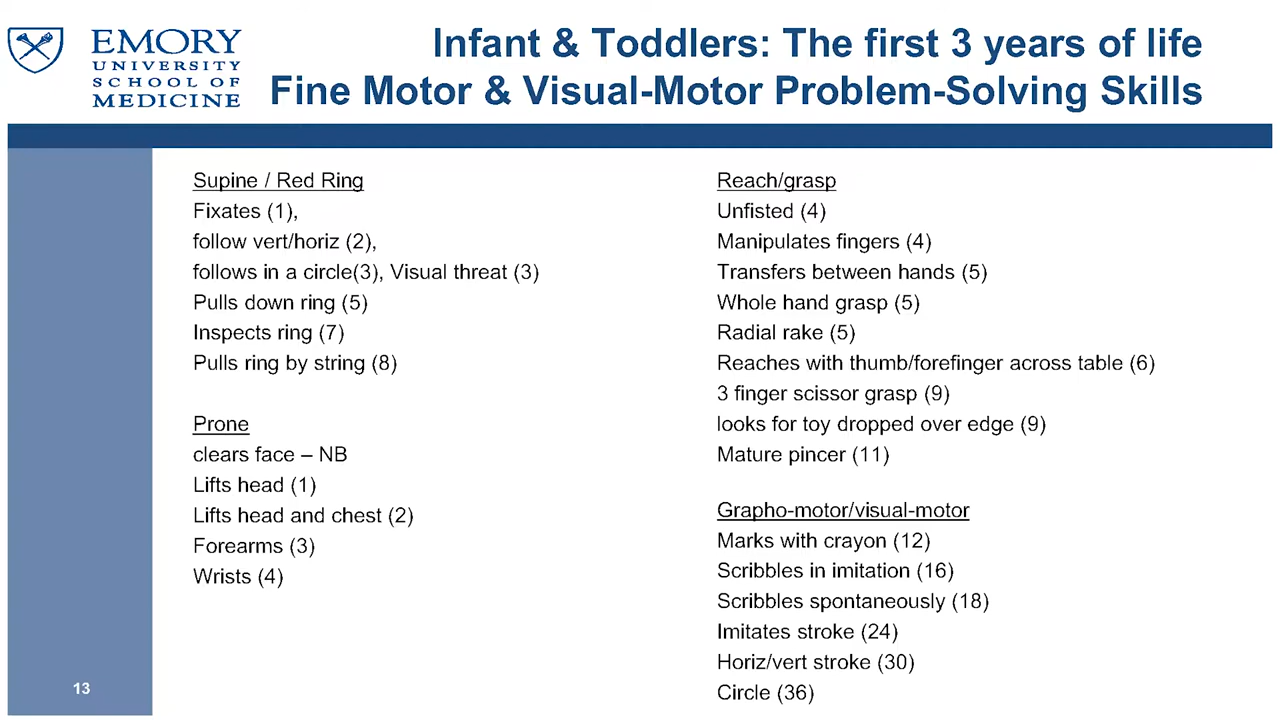 EMORY
UNIVERSITY
SCHOOL OF
MEDICINE
Infant & Toddlers: The first 3 years of life
Fine Motor & Visual-Motor Problem-Solving Skills
Supine / Red Ring
Fixates (1),
follow vert/horiz (2),
follows in a circle(3), Visual threat (3)
Pulls down ring (5)
Inspects ring (7)
Pulls ring by string (8)
Prone
clears face – NB
Lifts head (1)
Lifts head and chest (2)
Forearms (3)
Wrists (4)
Reach/grasp
Unfisted (4)
Manipulates fingers (4)
Transfers between hands (5)
Whole hand grasp (5)
Radial rake (5)
Reaches with thumb/forefinger across table (6)
3 finger scissor grasp (9)
looks for toy dropped over edge (9)
Mature pincer (11)
Grapho-motor/visual-motor
Marks with crayon (12)
Scribbles in imitation (16)
Scribbles spontaneously (18)
Imitates stroke (24)
Horiz/vert stroke (30)
Circle (36)
13